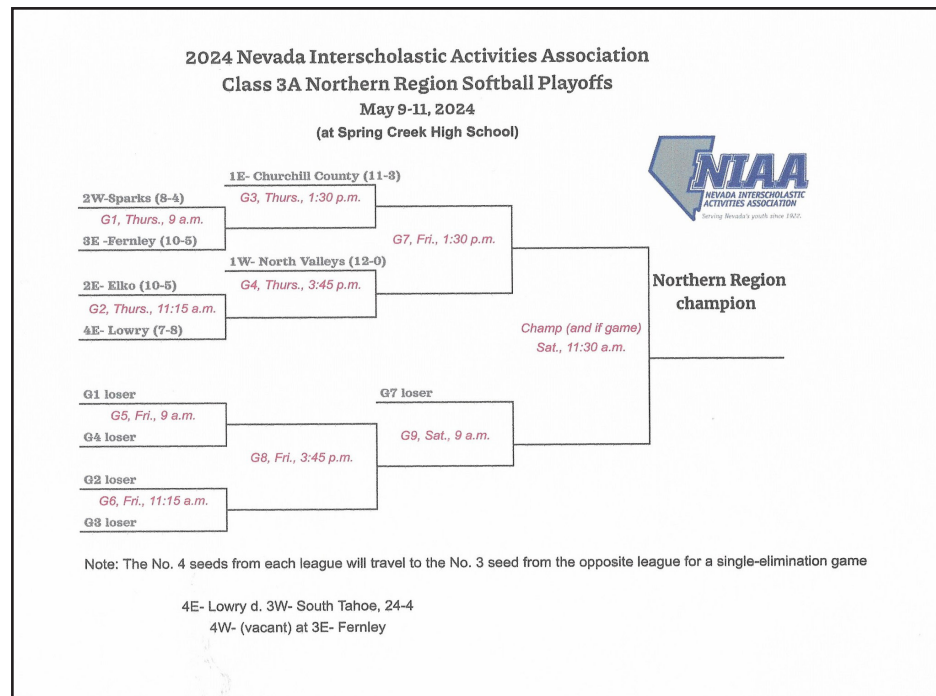 2024 Nevada Interscholastic Activities Association
Class 3A Northern Region Softball Playoffs
May 9-11, 2024
(at Spring Creek High School)
NIAA
NEVADA INTERSCHOLASTIC
ACTIVITIES ASSOCIATION
Serving Nevada's youth since 1922.
1E- Churchill County (11-3)
2W-Sparks (8-4)
G3, Thurs., 1:30 p.m.
G1, Thurs., 9 a.m.
3E -Fernley (10-5)
G7, Fri., 1:30 p.m.
1W- North Valleys (12-0)
2E- Elko (10-5)
G4, Thurs., 3:45 p.m.
G2, Thurs., 11:15 a.m.
4E- Lowry (7-8)
Northern Region
champion
Champ (and if game)
Sat., 11:30 a.m.
G1 loser
G7 loser
G5, Fri., 9 a.m.
G4 loser
G9, Sat., 9 a.m.
G8, Fri., 3:45 p.m.
G2 loser
G6, Fri., 11:15 a.m.
G3 loser
Note: The No. 4 seeds from each league will travel to the No. 3 seed from the opposite league for a single-elimination game
4E- Lowry d. 3W- South Tahoe, 24-4
4W- (vacant) at 3E- Fernley